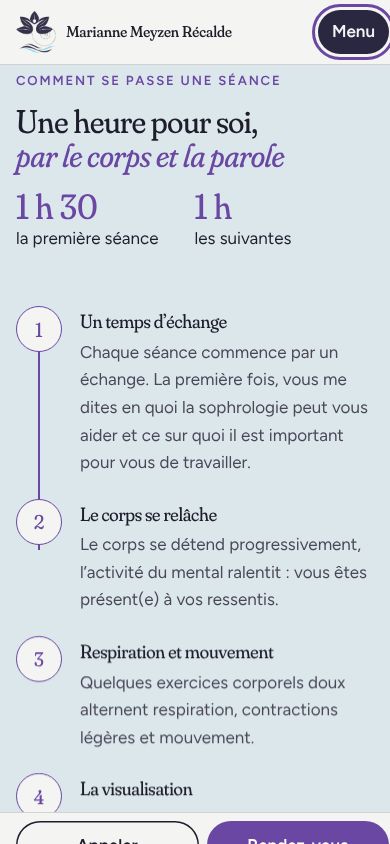 Marianne Meyzen Récalde
Menu
COMMENT SE PASSE UNE SÉANCE
Une heure pour soi,
par le corps et la parole
1 h 30
la première séance
1 h
les suivantes
1
Un temps d’échange
Chaque séance commence par un
échange. La première fois, vous me
dites en quoi la sophrologie peut vous
aider et ce sur quoi il est important
pour vous de travailler.
2
Le corps se relâche
Le corps se détend progressivement,
l’activité du mental ralentit : vous êtes
présent(e) à vos ressentis.
3
Respiration et mouvement
Quelques exercices corporels doux
alternent respiration, contractions
légères et mouvement.
4
La visualisation
Appeler
Rendez-vous